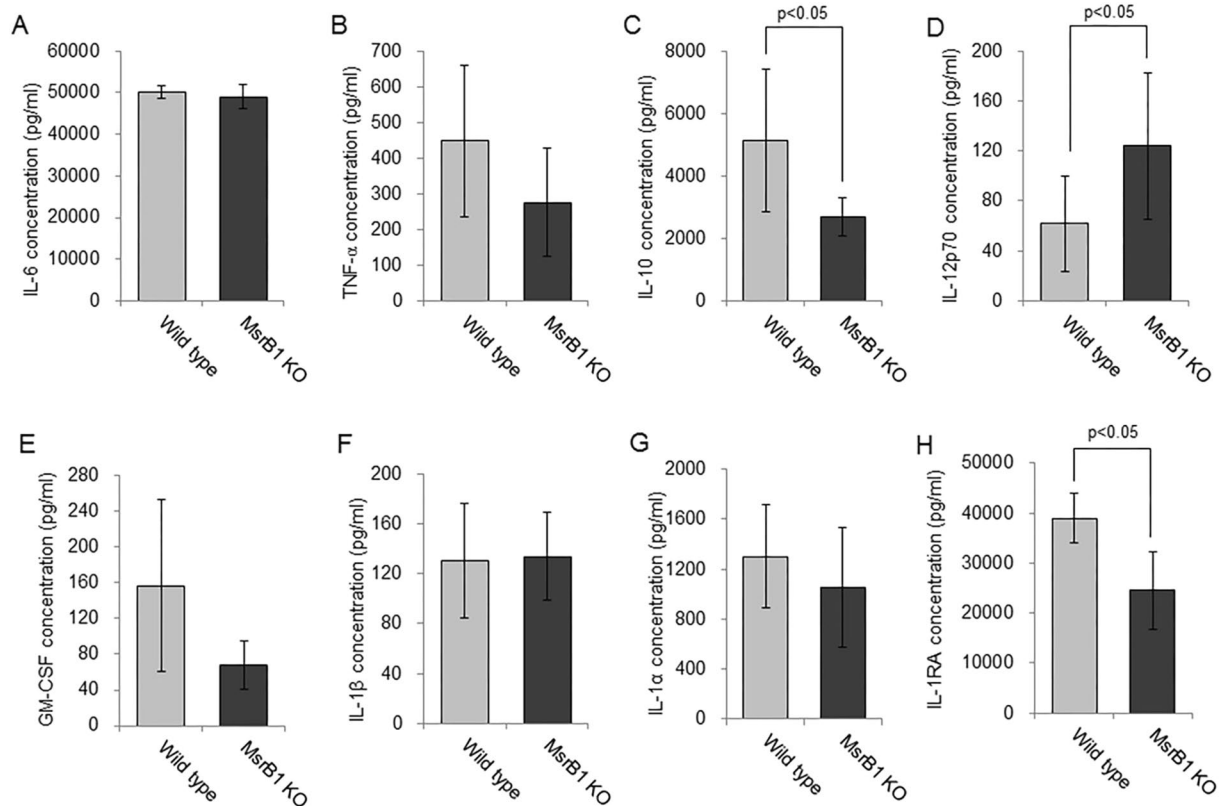 A
IL-6 concentration (pg/ml)
60000
50000
40000
30000
20000
10000
0
Wild type
MsrB1 KO
B
TNF-α concentration (pg/ml)
700
600
500
400
300
200
100
0
Wild type
MsrB1 KO
C
p<0.05
IL-10 concentration (pg/ml)
8000
6000
4000
2000
0
Wild type
MsrB1 KO
D
p<0.05
IL-12p70 concentration (pg/ml)
200
160
120
80
40
0
Wild type
MsrB1 KO
E
GM-CSF concentration (pg/ml)
280
240
200
160
120
80
40
0
Wild type
MsrB1 KO
F
IL-1β concentration (pg/ml)
200
160
120
80
40
0
Wild type
MsrB1 KO
G
IL-1α concentration (pg/ml)
2000
1600
1200
800
400
0
Wild type
MsrB1 KO
H
p<0.05
IL-1RA concentration (pg/ml)
50000
40000
30000
20000
10000
0
Wild type
MsrB1 KO